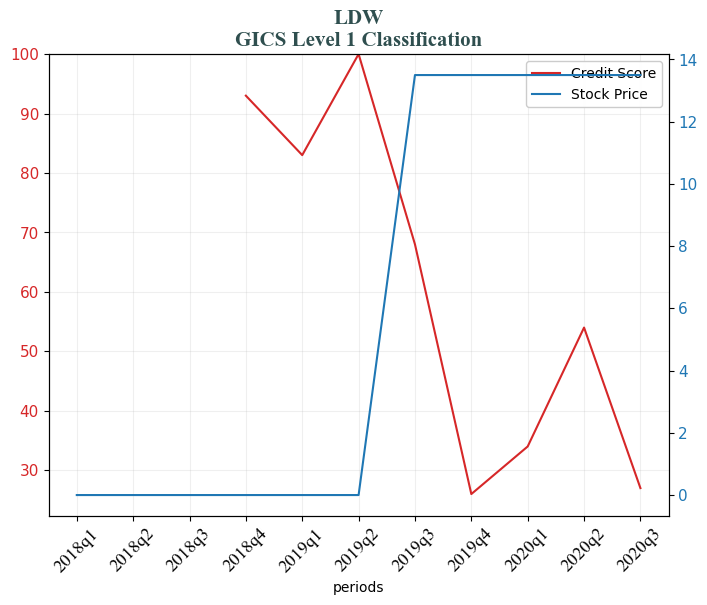 LDW
GICS Level 1 Classification
100
90
80
70
60
50
40
30
14
12
10
8
6
4
2
0
Credit Score
Stock Price
2018q1
2018q2
2018q3
2018q4
2019q1
2019q2
2019q3
2019q4
2020q1
2020q2
2020q3
periods